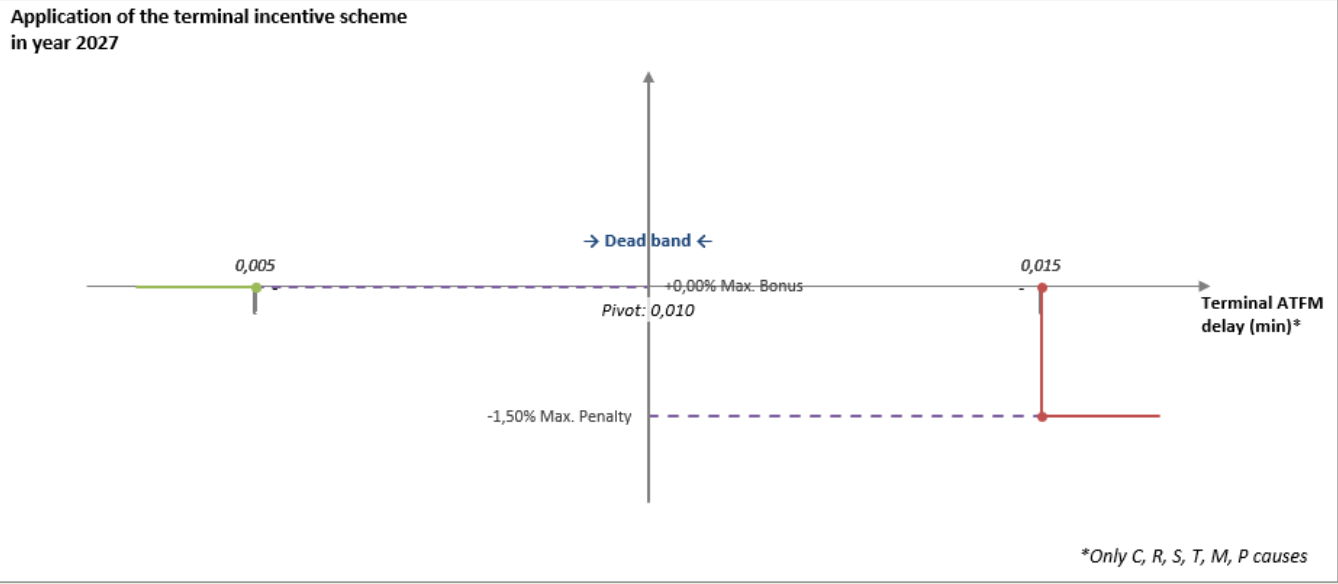 Application of the terminal incentive scheme
in year 2027
→ Dead band ←
0,005
0,015
-
+0,00% Max. Bonus
-
Pivot: 0,010
Terminal ATFM
delay (min)*
-1,50% Max. Penalty
*Only C, R, S, T, M, P causes